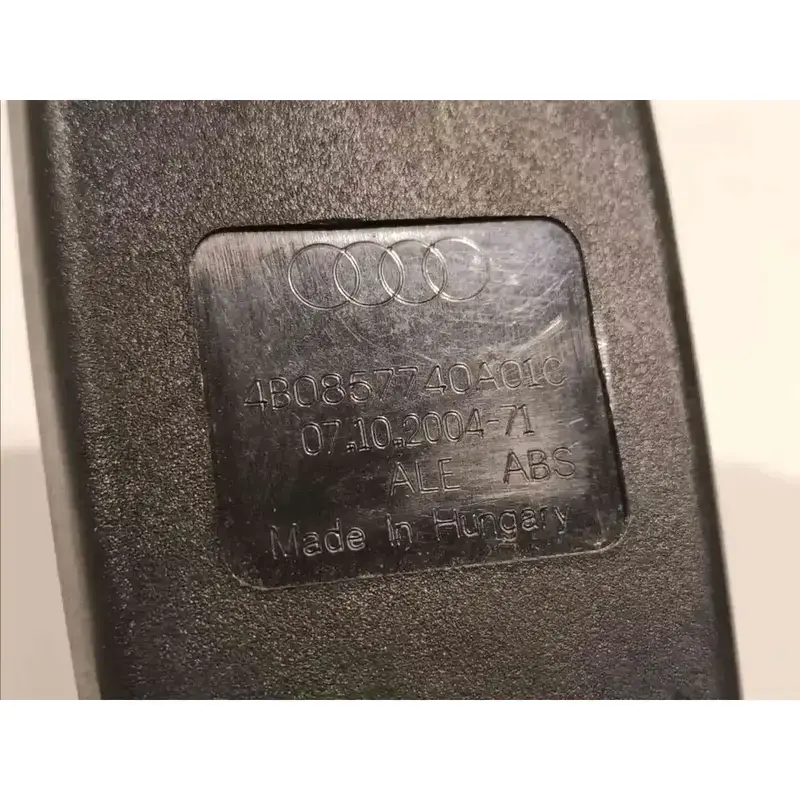 4B0857740A01C
07.10.2004-71
ALE ABS
Made In Hungary